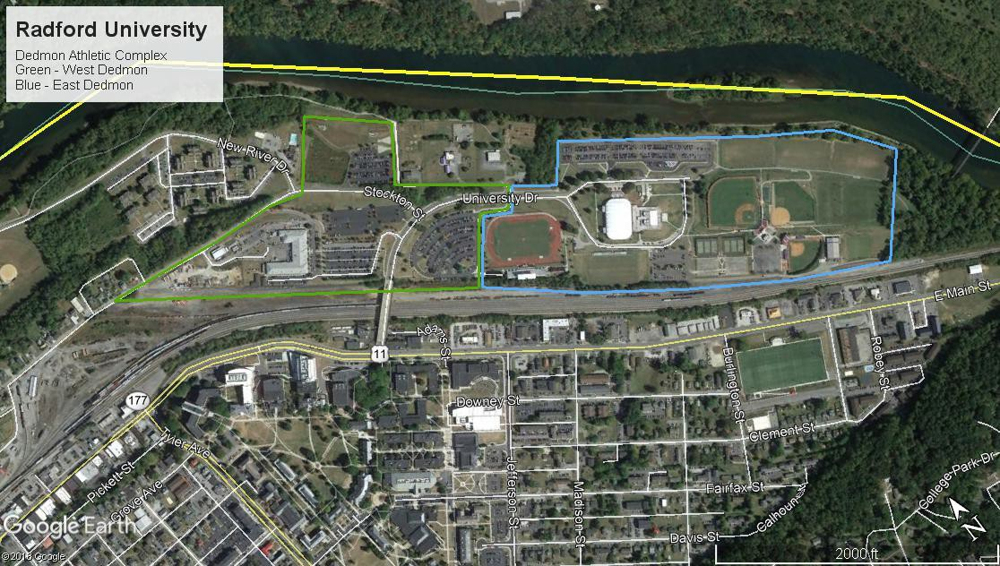 Radford University
Dedmon Athletic Complex
Green - West Dedmon
Blue - East Dedmon
New River Dr
Stockton St
University Dr
E Main St
Adams St
11
177
Downey St
Burlington St
Robey St
Clement St
Tyler Ave
Pickett St
Grove Ave
Jefferson St
Madison St
Fairfax St
Calhoun St
College Park Dr
Davis St
Google Earth
© 2018 Google
2000 ft
N